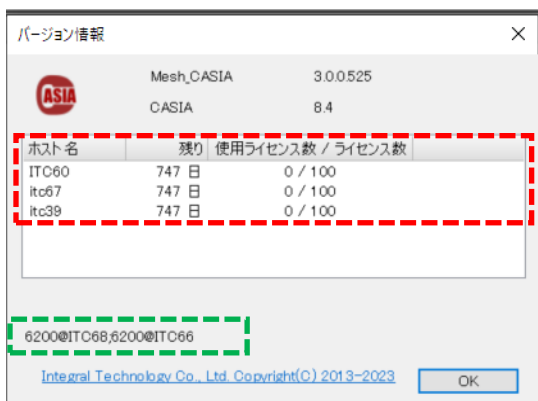 バージョン情報
Mesh_CASIA 3.0.0.525
CASIA
CASIA 8.4
ホスト名 残り 使用ライセンス数 / ライセンス数
ITC60 747 日 0 / 100
itc67 747 日 0 / 100
itc39 747 日 0 / 100
6200@ITC68;6200@ITC66
Integral Technology Co., Ltd. Copyright(C) 2013-2023
OK